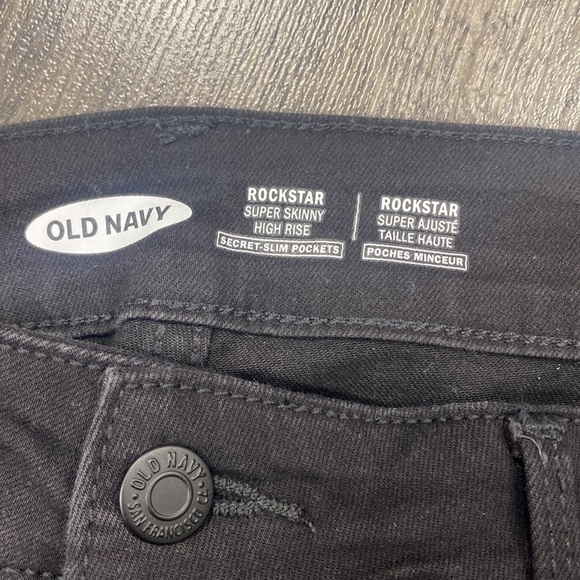 OLD NAVY
ROCKSTAR
SUPER SKINNY
HIGH RISE
SECRET-SLIM POCKETS
ROCKSTAR
SUPER AJUSTÉ
TAILLE HAUTE
POCHES MINCEUR
OLD NAVY
SAN FRANCISCO CA